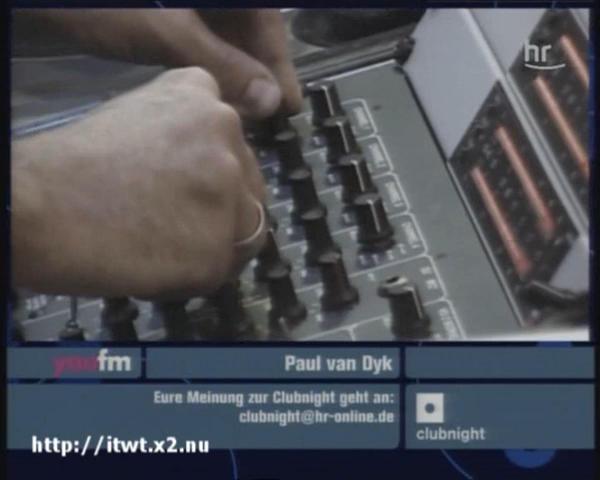 hr
youfm
Paul van Dyk
Eure Meinung zur Clubnight geht an:
clubnight@hr-online.de
clubnight
http://itwt.x2.nu